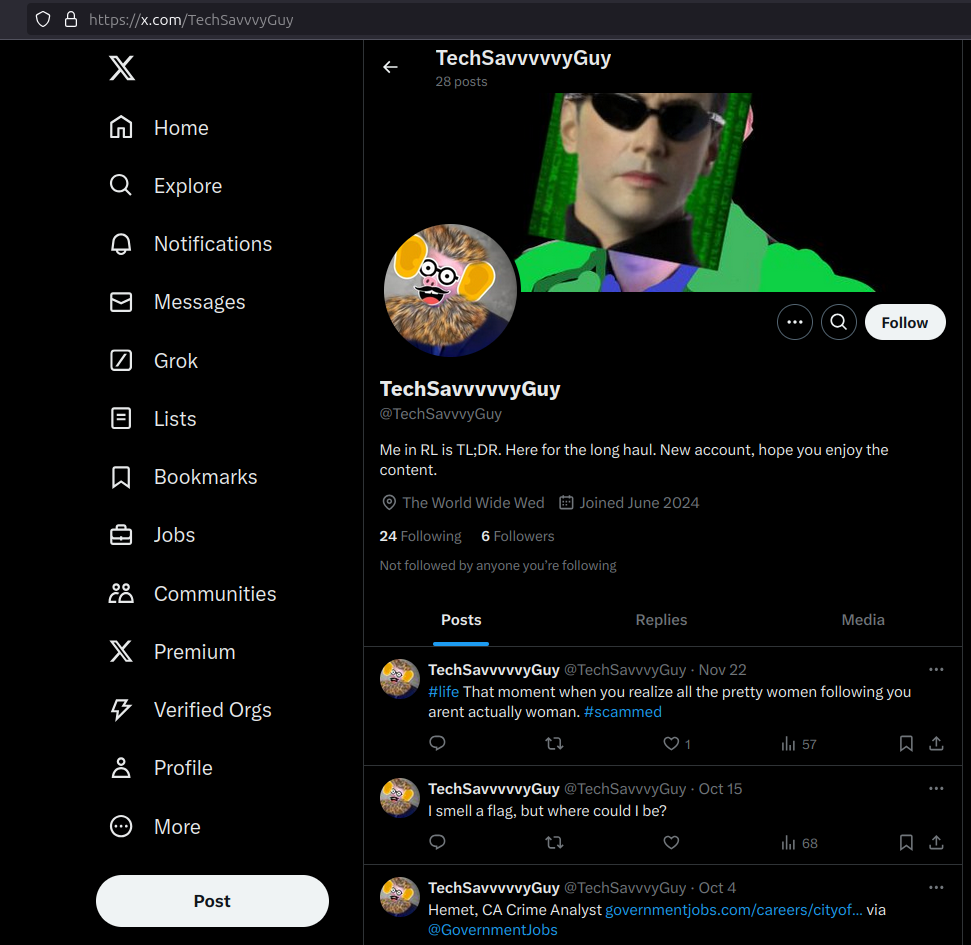 https://x.com/TechSavvvyGuy
TechSavvvvvyGuy
28 posts
Home
Explore
Notifications
Messages
Grok
Lists
Bookmarks
Jobs
Communities
Premium
Verified Orgs
Profile
More
Post
Follow
TechSavvvvvyGuy
@TechSavvvyGuy
Me in RL is TL;DR. Here for the long haul. New account, hope you enjoy the
content.
The World Wide Wed Joined June 2024
24 Following 6 Followers
Not followed by anyone you’re following
Posts Replies Media
TechSavvvvvyGuy @TechSavvvyGuy · Nov 22
#life That moment when you realize all the pretty women following you
arent actually woman. #scammed
1 57
TechSavvvvvyGuy @TechSavvvyGuy · Oct 15
I smell a flag, but where could I be?
68
TechSavvvvvyGuy @TechSavvvyGuy · Oct 4
Hemet, CA Crime Analyst governmentjobs.com/careers/cityof… via
@GovernmentJobs